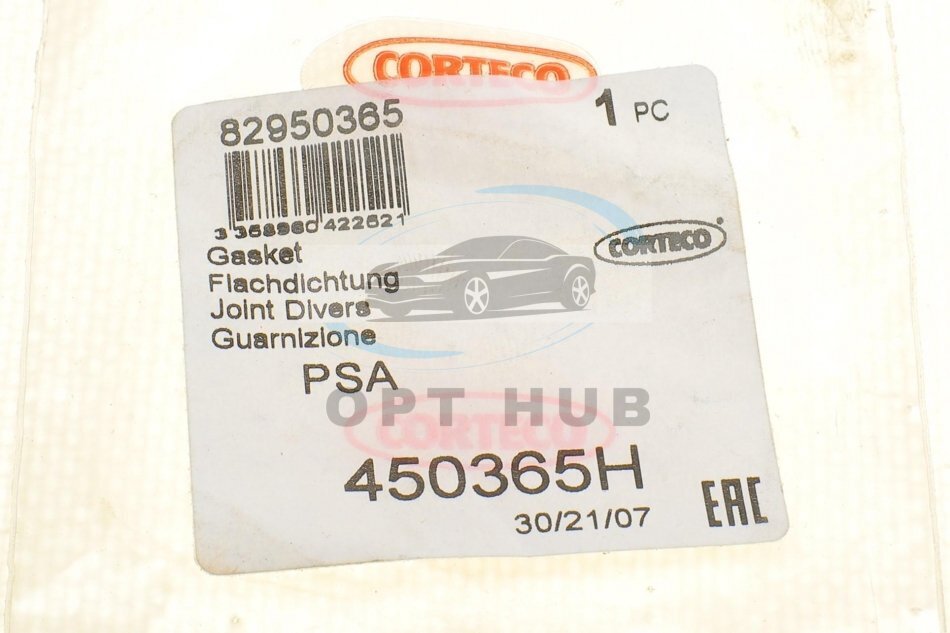 CORTECO
82950365
1 PC
3 358960 422621
CORTECO
Gasket
Flachdichtung
Joint Divers
Guarnizione
PSA
OPT HUB
CORTECO
450365H
30/21/07
EAC